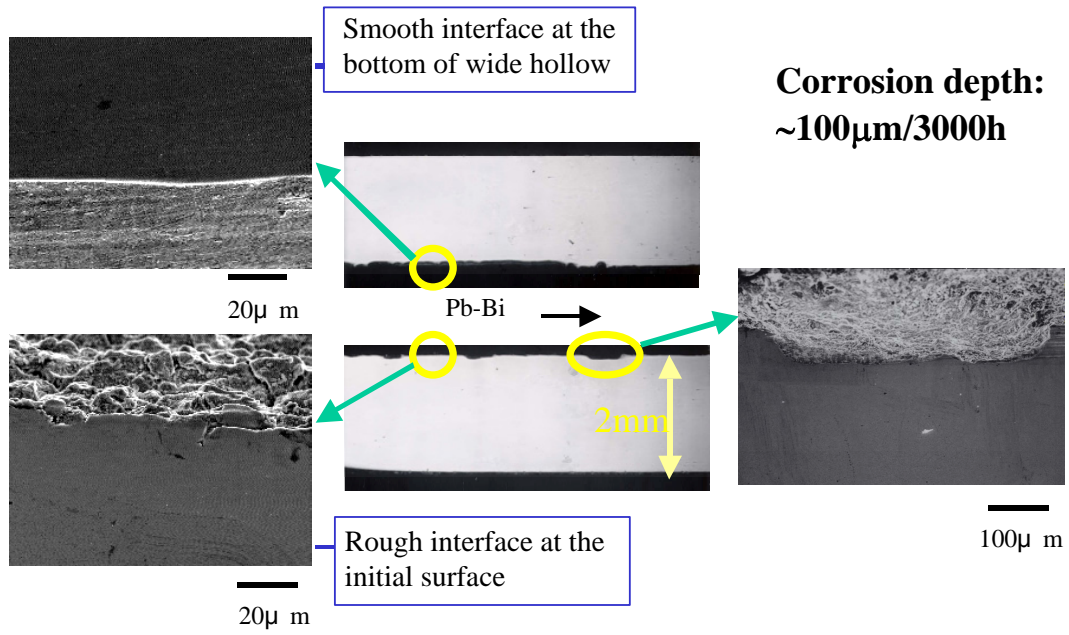 Smooth interface at the
bottom of wide hollow
Corrosion depth:
~100μm/3000h
20μ m
Pb-Bi
2mm
Rough interface at the
initial surface
20μ m
100μ m